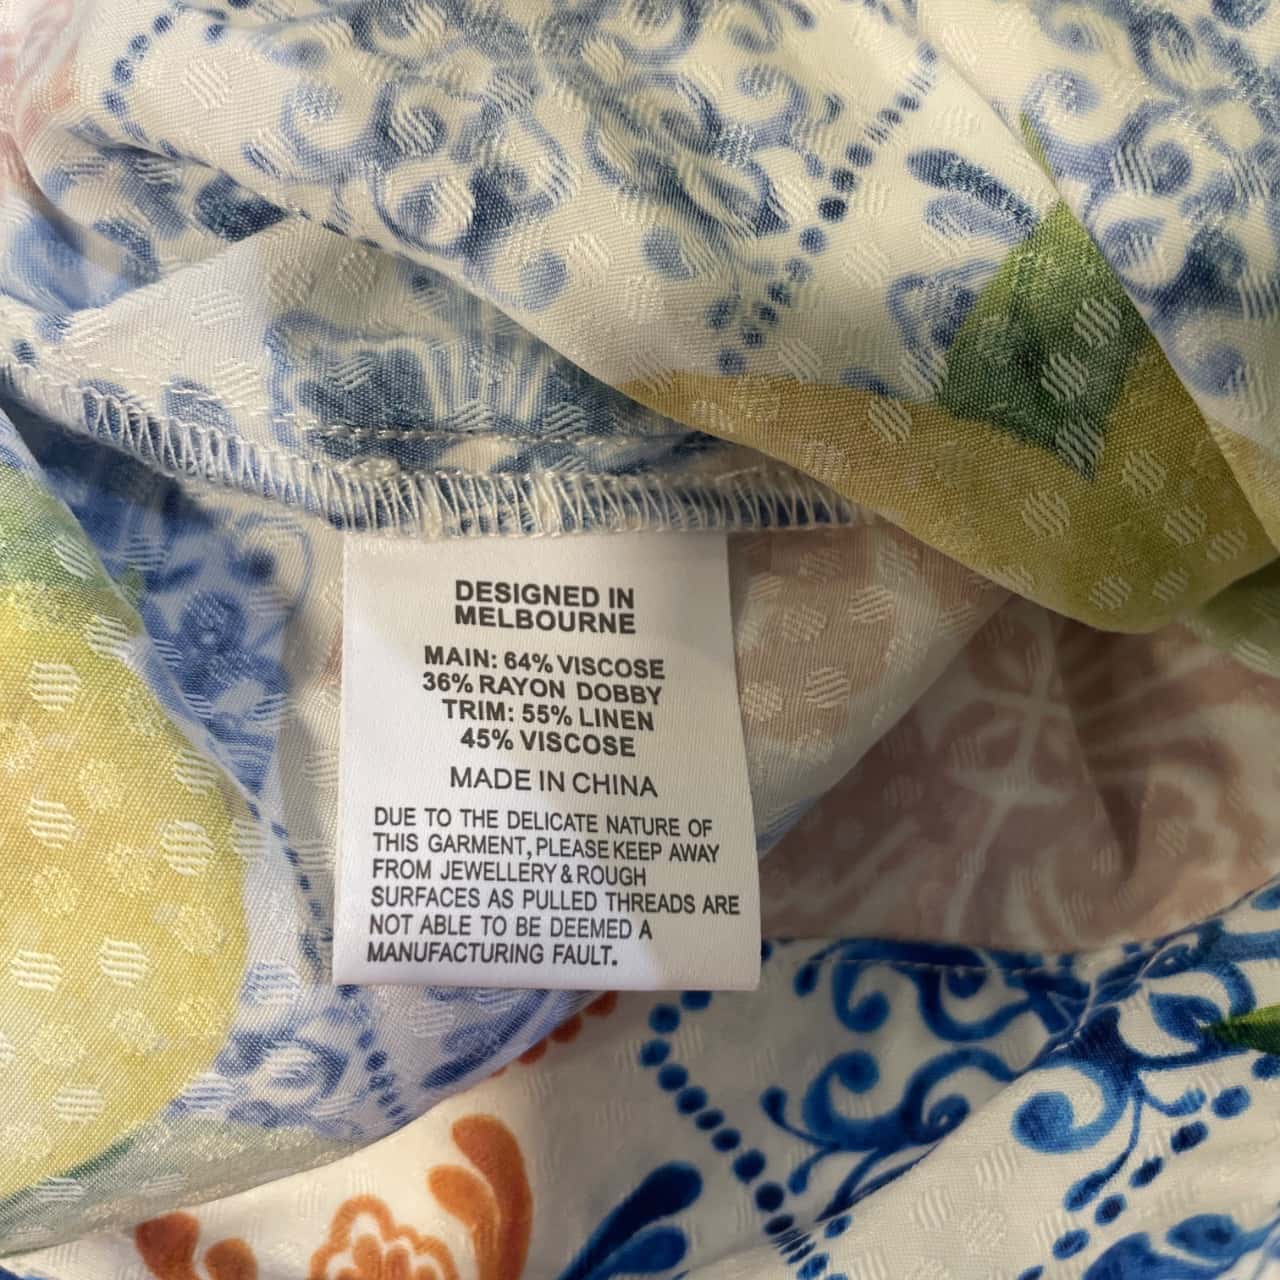 DESIGNED IN
MELBOURNE
MAIN: 64% VISCOSE
36% RAYON DOBBY
TRIM: 55% LINEN
45% VISCOSE
MADE IN CHINA
DUE TO THE DELICATE NATURE OF
THIS GARMENT, PLEASE KEEP AWAY
FROM JEWELLERY & ROUGH
SURFACES AS PULLED THREADS ARE
NOT ABLE TO BE DEEMED A
MANUFACTURING FAULT.